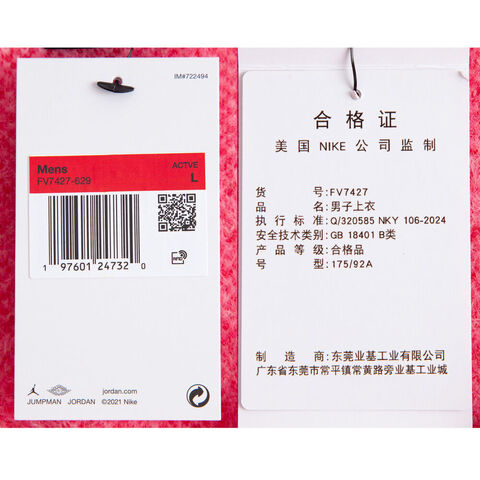 IM#722494
Mens ACTVE
FV7427-629 L
1 97601 24732 0
RFID
jordan.com
JUMPMAN JORDAN ©2021 Nike
合格证
美国 NIKE 公司监制
货号:FV7427
品名:男子上衣
执行标准:Q/320585 NKY 106-2024
安全技术类别:GB 18401 B类
产品等级:合格品
号型:175/92A
制造商:东莞业基工业有限公司
广东省东莞市常平镇常黄路旁业基工业城